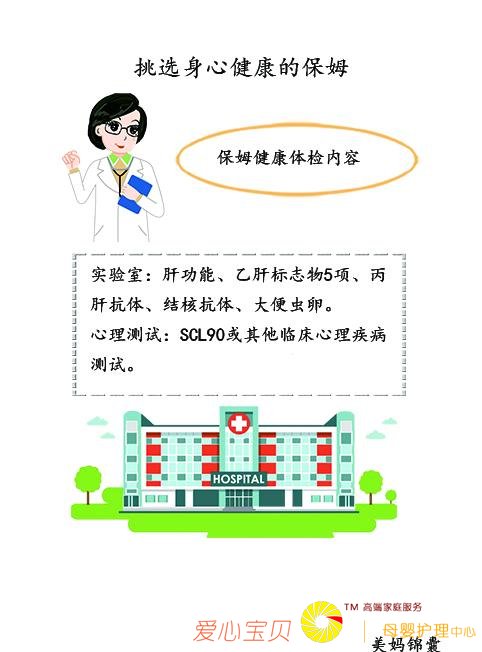 挑选身心健康的保姆
保姆健康体检内容
实验室：肝功能、乙肝标志物5项、丙
肝抗体、结核抗体、大便虫卵。
心理测试：SCL90或其他临床心理疾病
测试。
HOSPITAL
TM 高端家庭服务
爱心宝贝
母婴护理中心
美妈锦囊